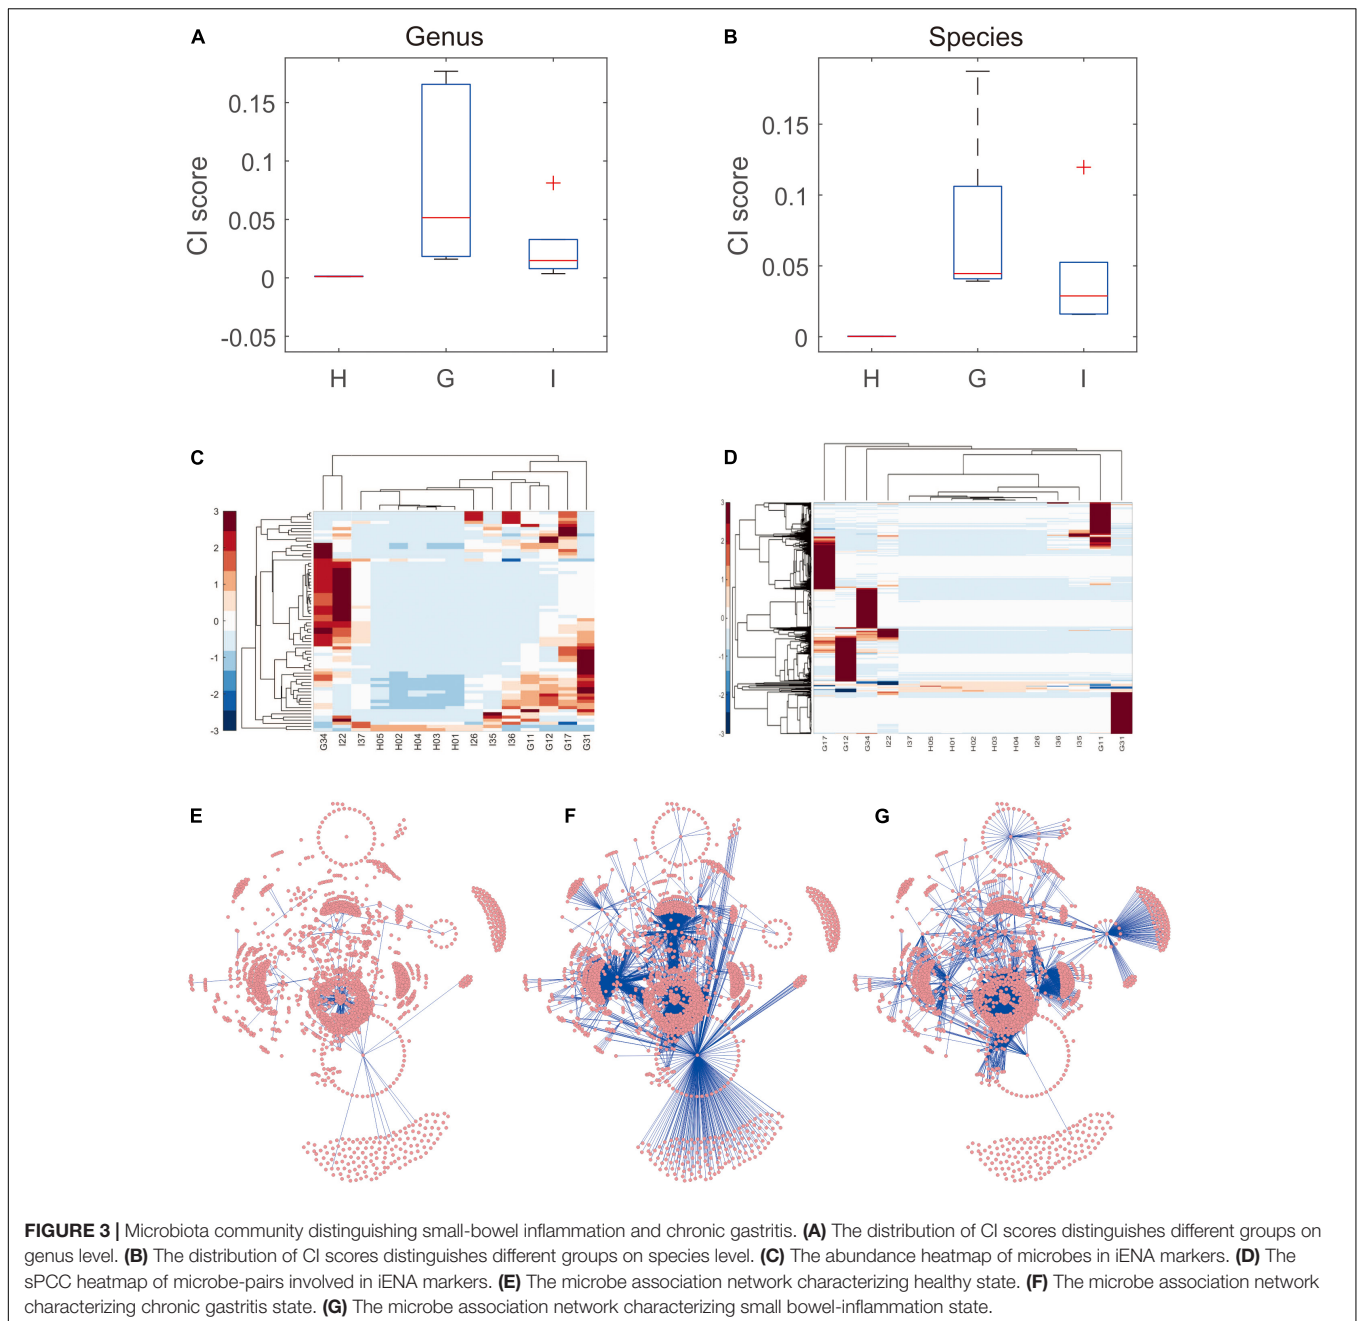 A Genus
0.15
0.1
0.05
0
-0.05
CI score
H G I
B Species
0.15
0.1
0.05
0
CI score
H G I
C
3
2
1
0
-1
-2
-3
G34 I22 I37 H05 H02 H04 H03 H01 I26 I35 I36 G11 G12 G17 G31
D
3
2
1
0
-1
-2
-3
G17 G12 G34 I22 I37 H05 H01 H02 H03 H04 I26 I36 I35 G11 G31
E F G
FIGURE 3 | Microbiota community distinguishing small-bowel inflammation and chronic gastritis. (A) The distribution of CI scores distinguishes different groups on
genus level. (B) The distribution of CI scores distinguishes different groups on species level. (C) The abundance heatmap of microbes in iENA markers. (D) The
sPCC heatmap of microbe-pairs involved in iENA markers. (E) The microbe association network characterizing healthy state. (F) The microbe association network
characterizing chronic gastritis state. (G) The microbe association network characterizing small bowel-inflammation state.